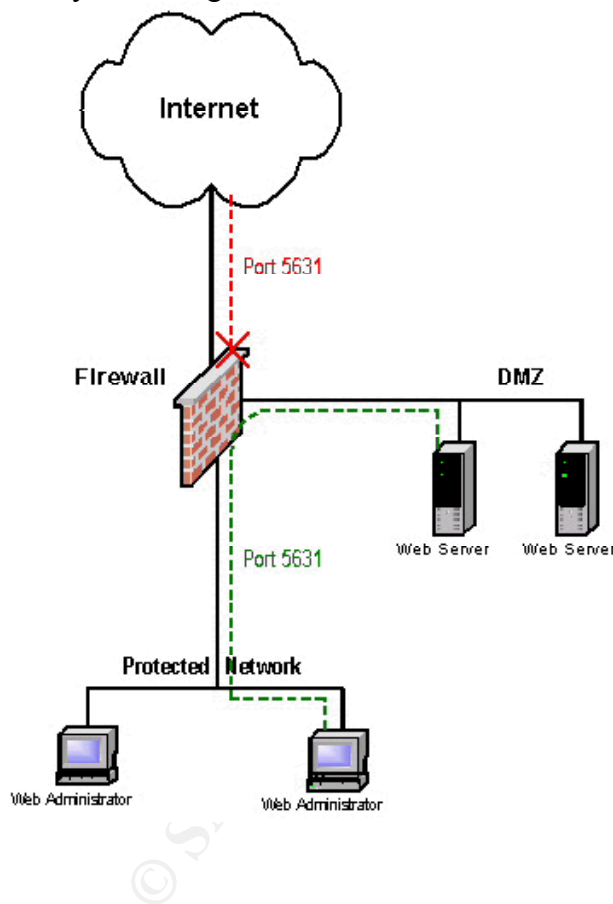 Internet
Port 5631
Firewall
DMZ
Web Server
Web Server
Port 5631
Protected Network
Web Administrator
Web Administrator